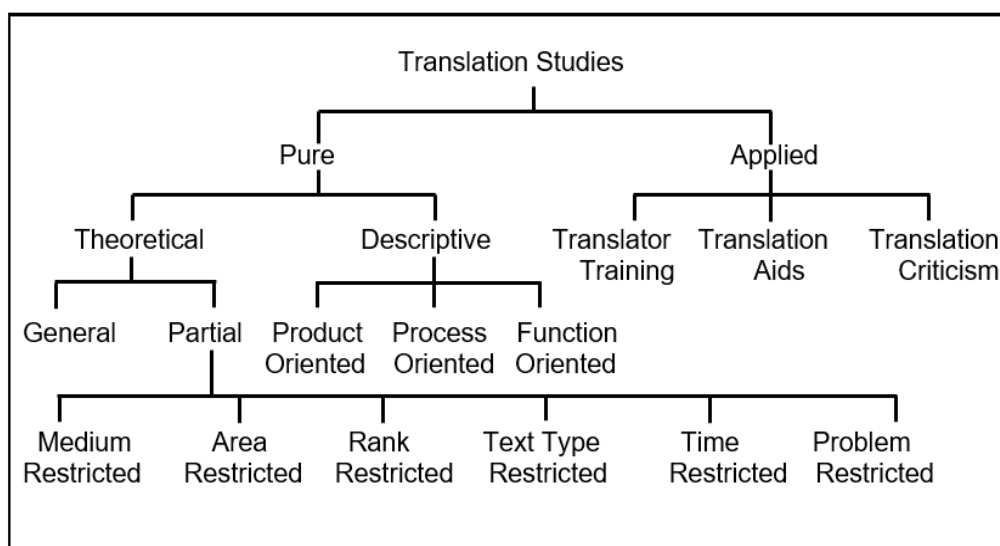 Translation Studies
Pure Applied
Theoretical Descriptive Translator Translation Translation
Training Aids Criticism
General Partial Product Process Function
Oriented Oriented Oriented
Medium Area Rank Text Type Time Problem
Restricted Restricted Restricted Restricted Restricted Restricted